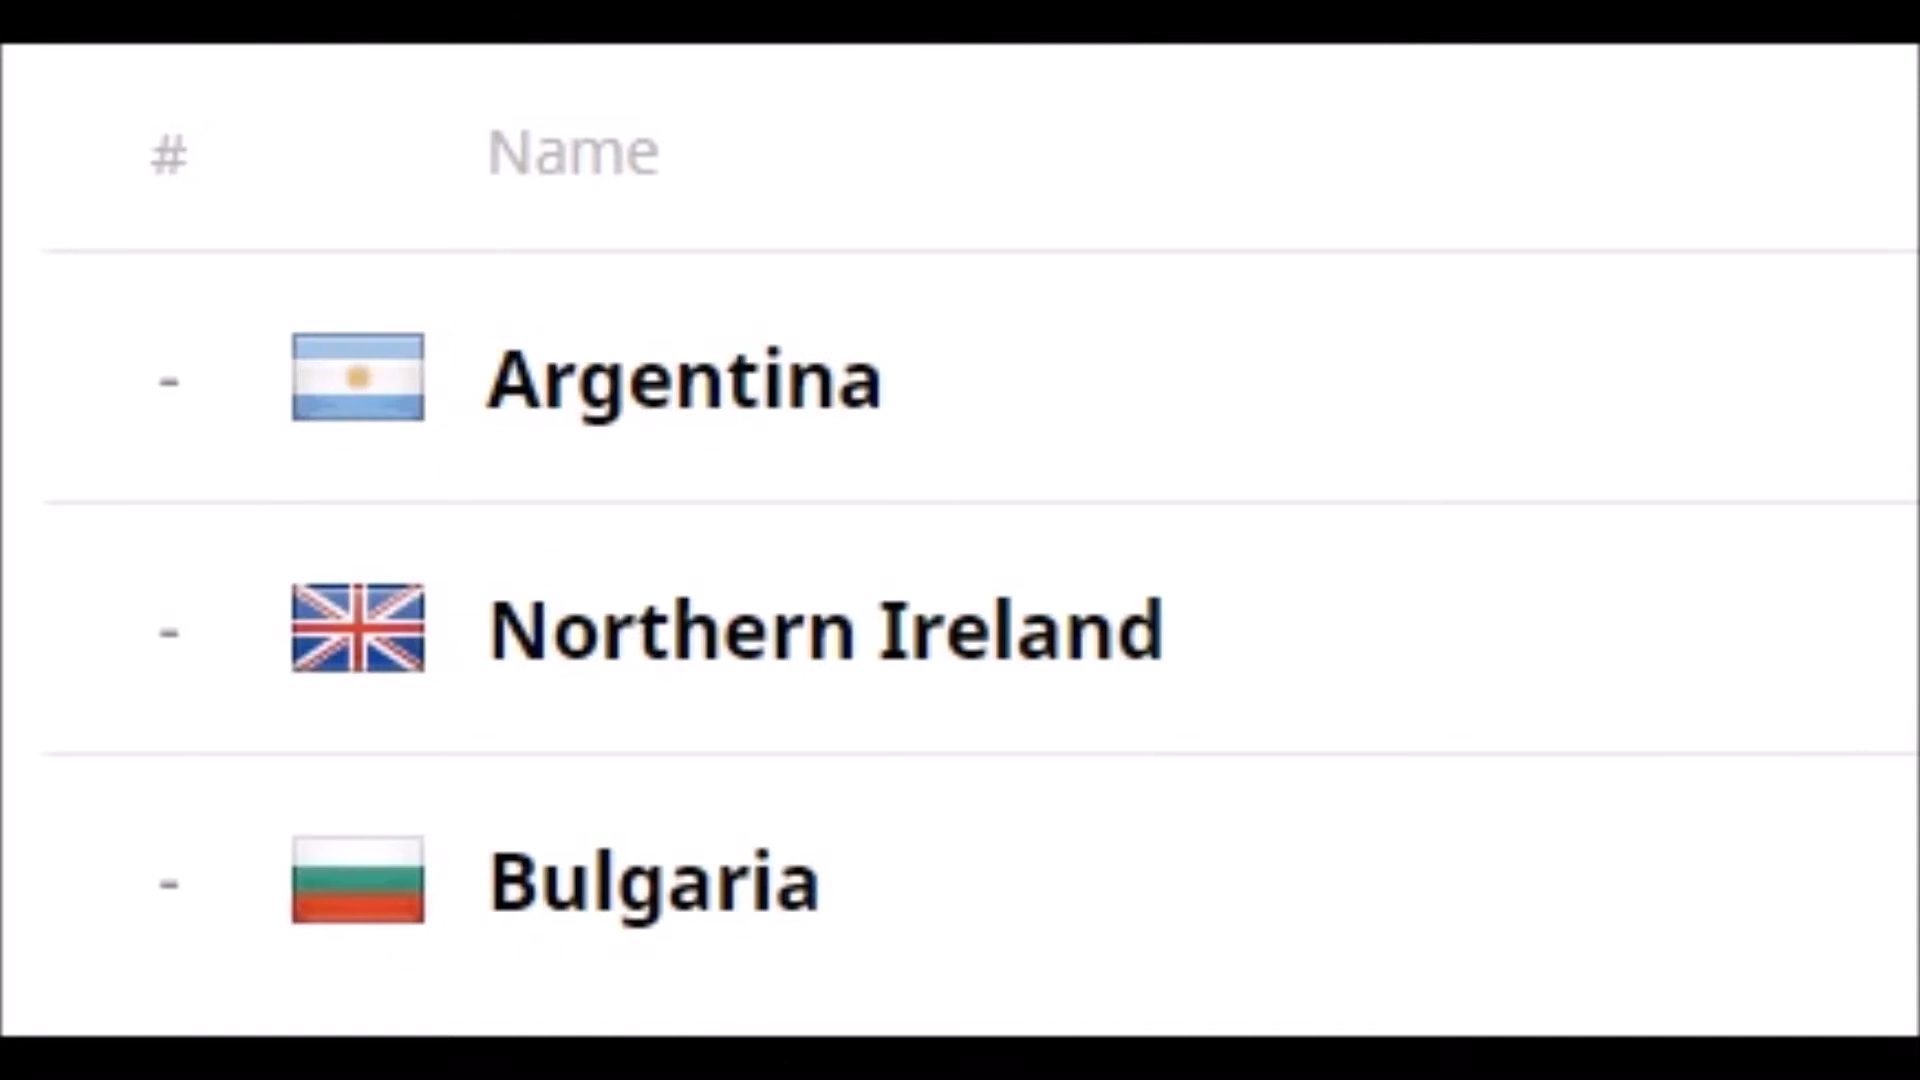 # Name
- Argentina
- Northern Ireland
- Bulgaria